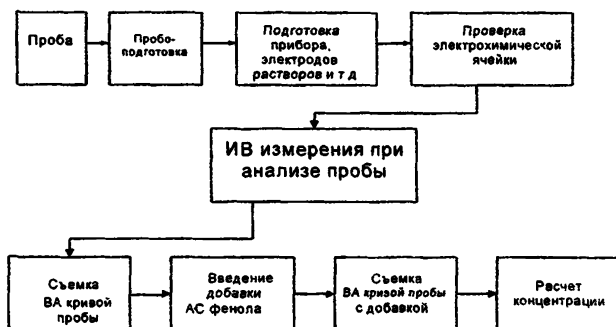 Проба
Пробо-
подготовка
Подготовка
прибора,
электродов
растворов и т д
Проверка
электрохимической
ячейки
ИВ измерения при
анализе пробы
Съемка
ВА кривой
пробы
Введение
добавки
АС фенола
Съемка
ВА кривой пробы
с добавкой
Расчет
концентрации